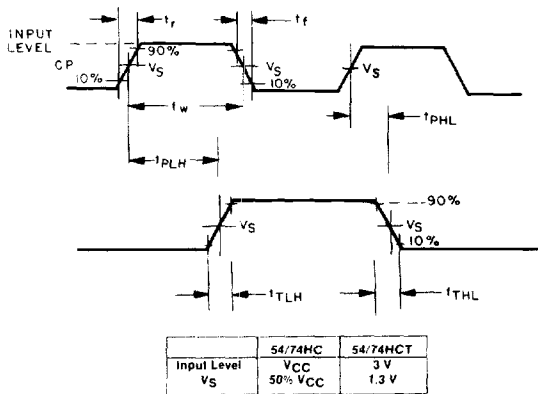 tr
tf
INPUT
LEVEL
90%
CP
VS
VS
VS
10%
10%
tw
tPHL
tPLH
90%
VS
VS
10%
tTLH
tTHL
54/74HC 54/74HCT
Input Level VCC 3 V
VS 50% VCC 1.3 V